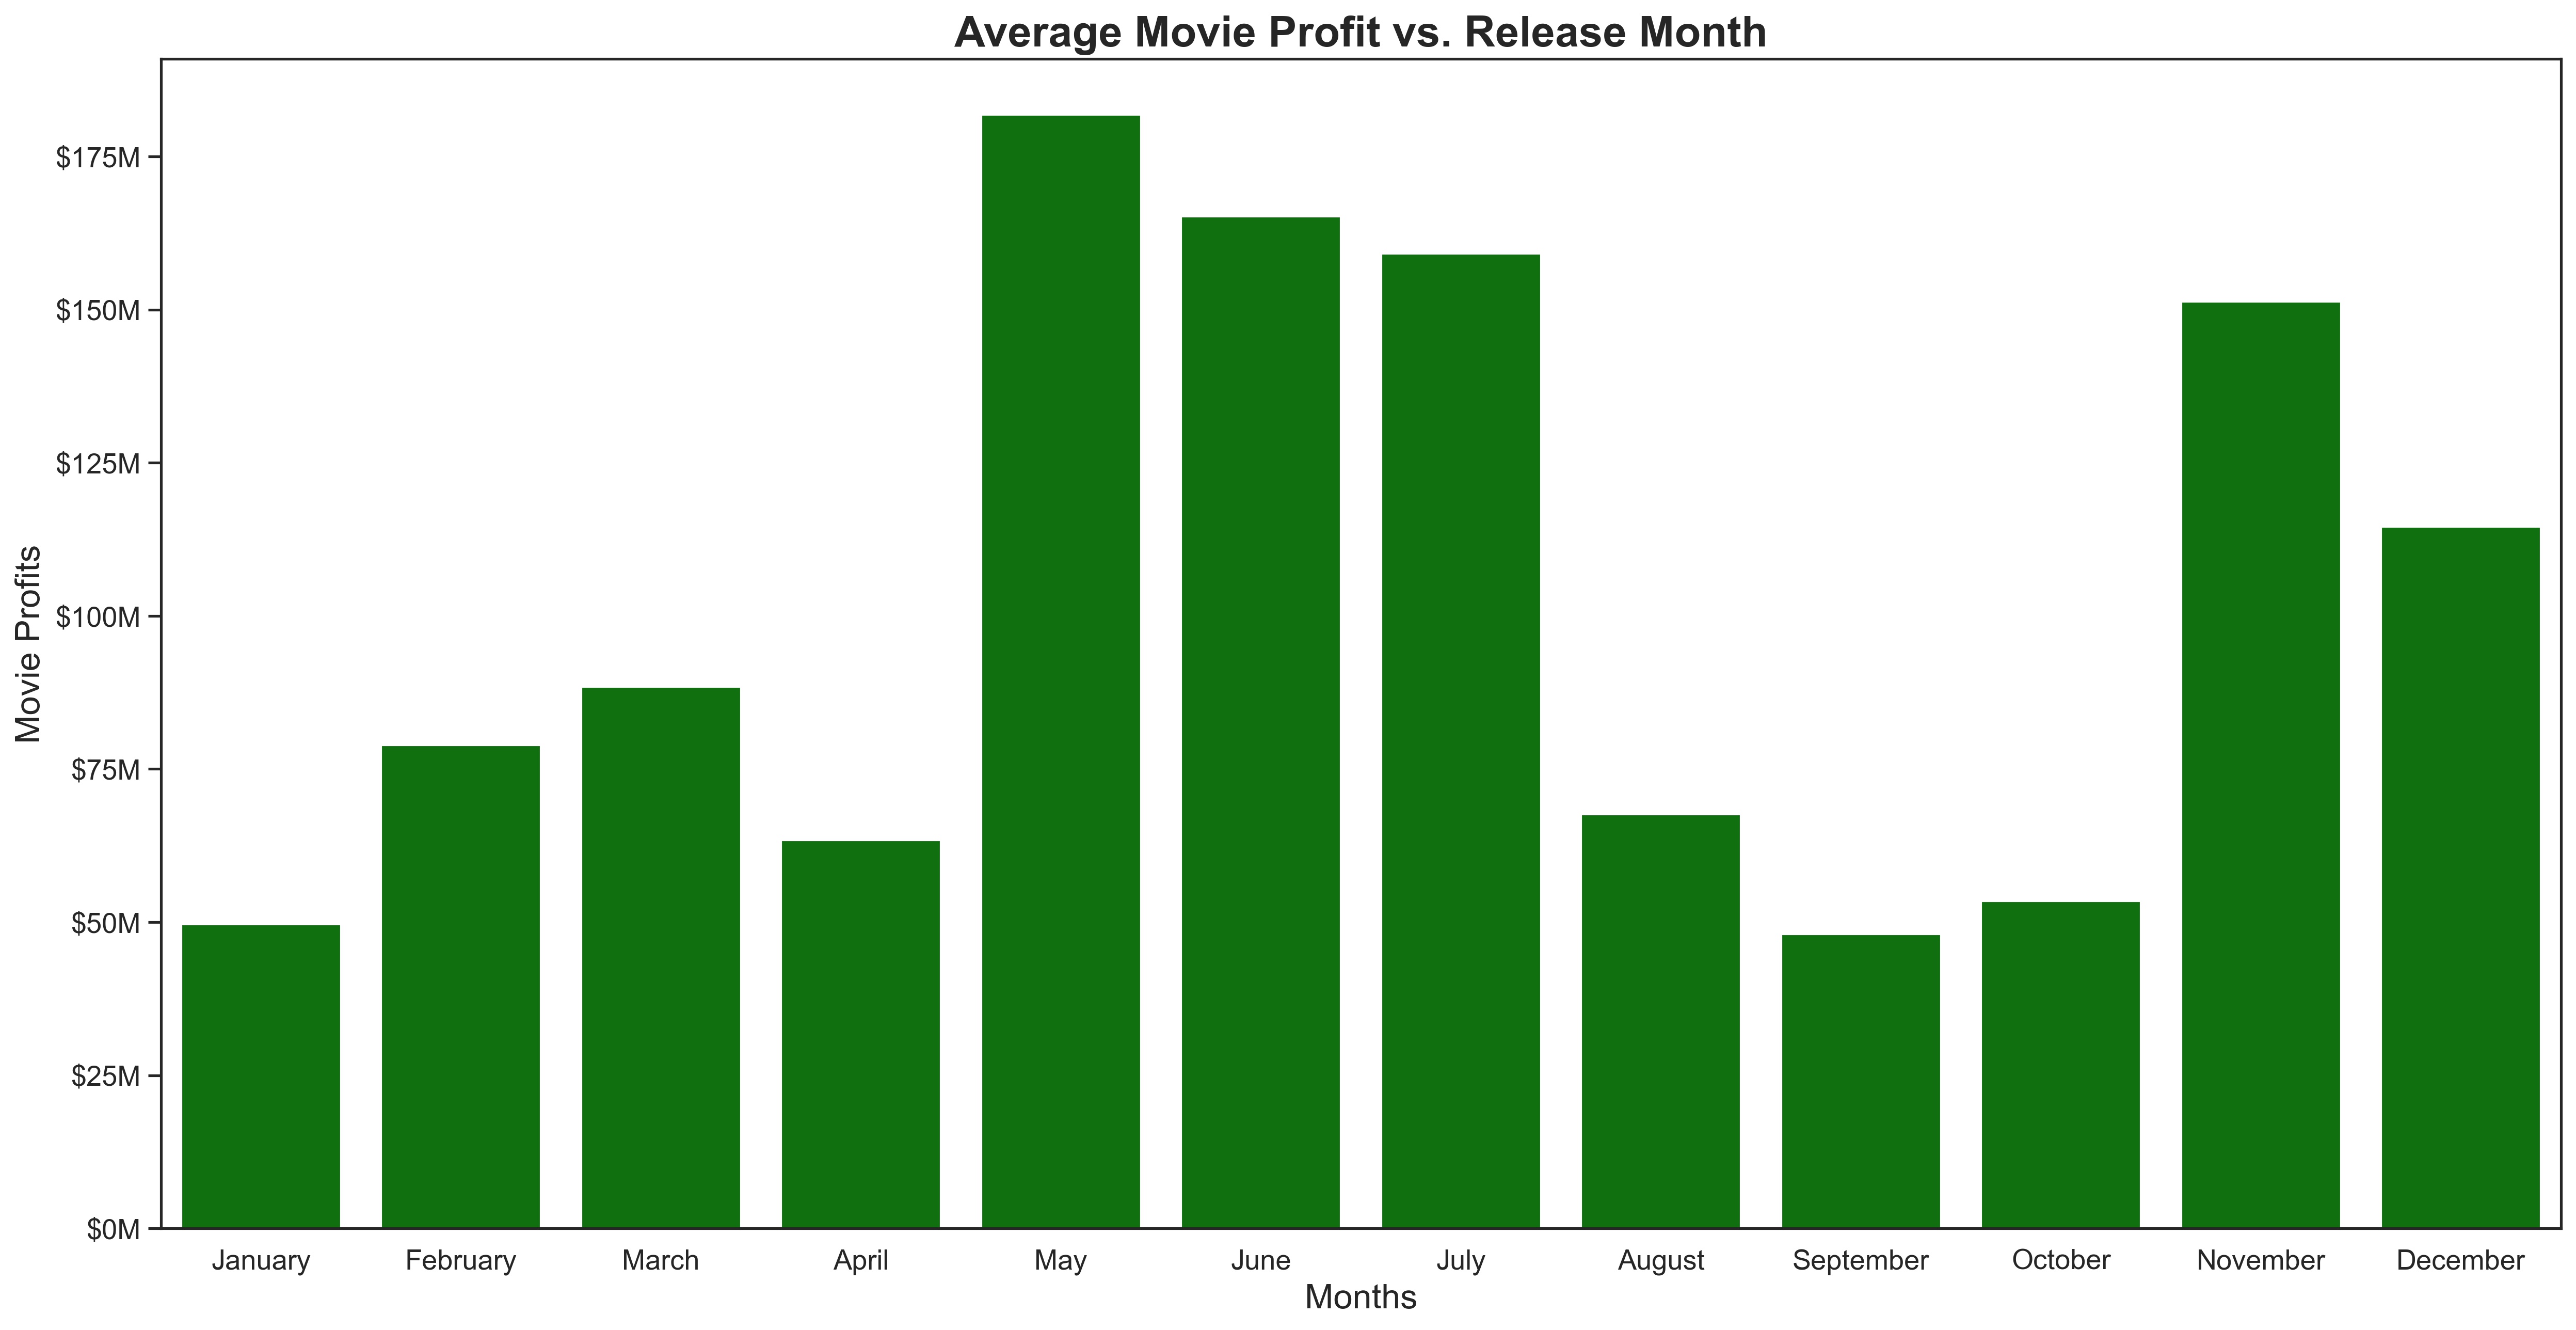 Average Movie Profit vs. Release Month
Movie Profits
$175M
$150M
$125M
$100M
$75M
$50M
$25M
$0M
January February March April May June July August September October November December
Months